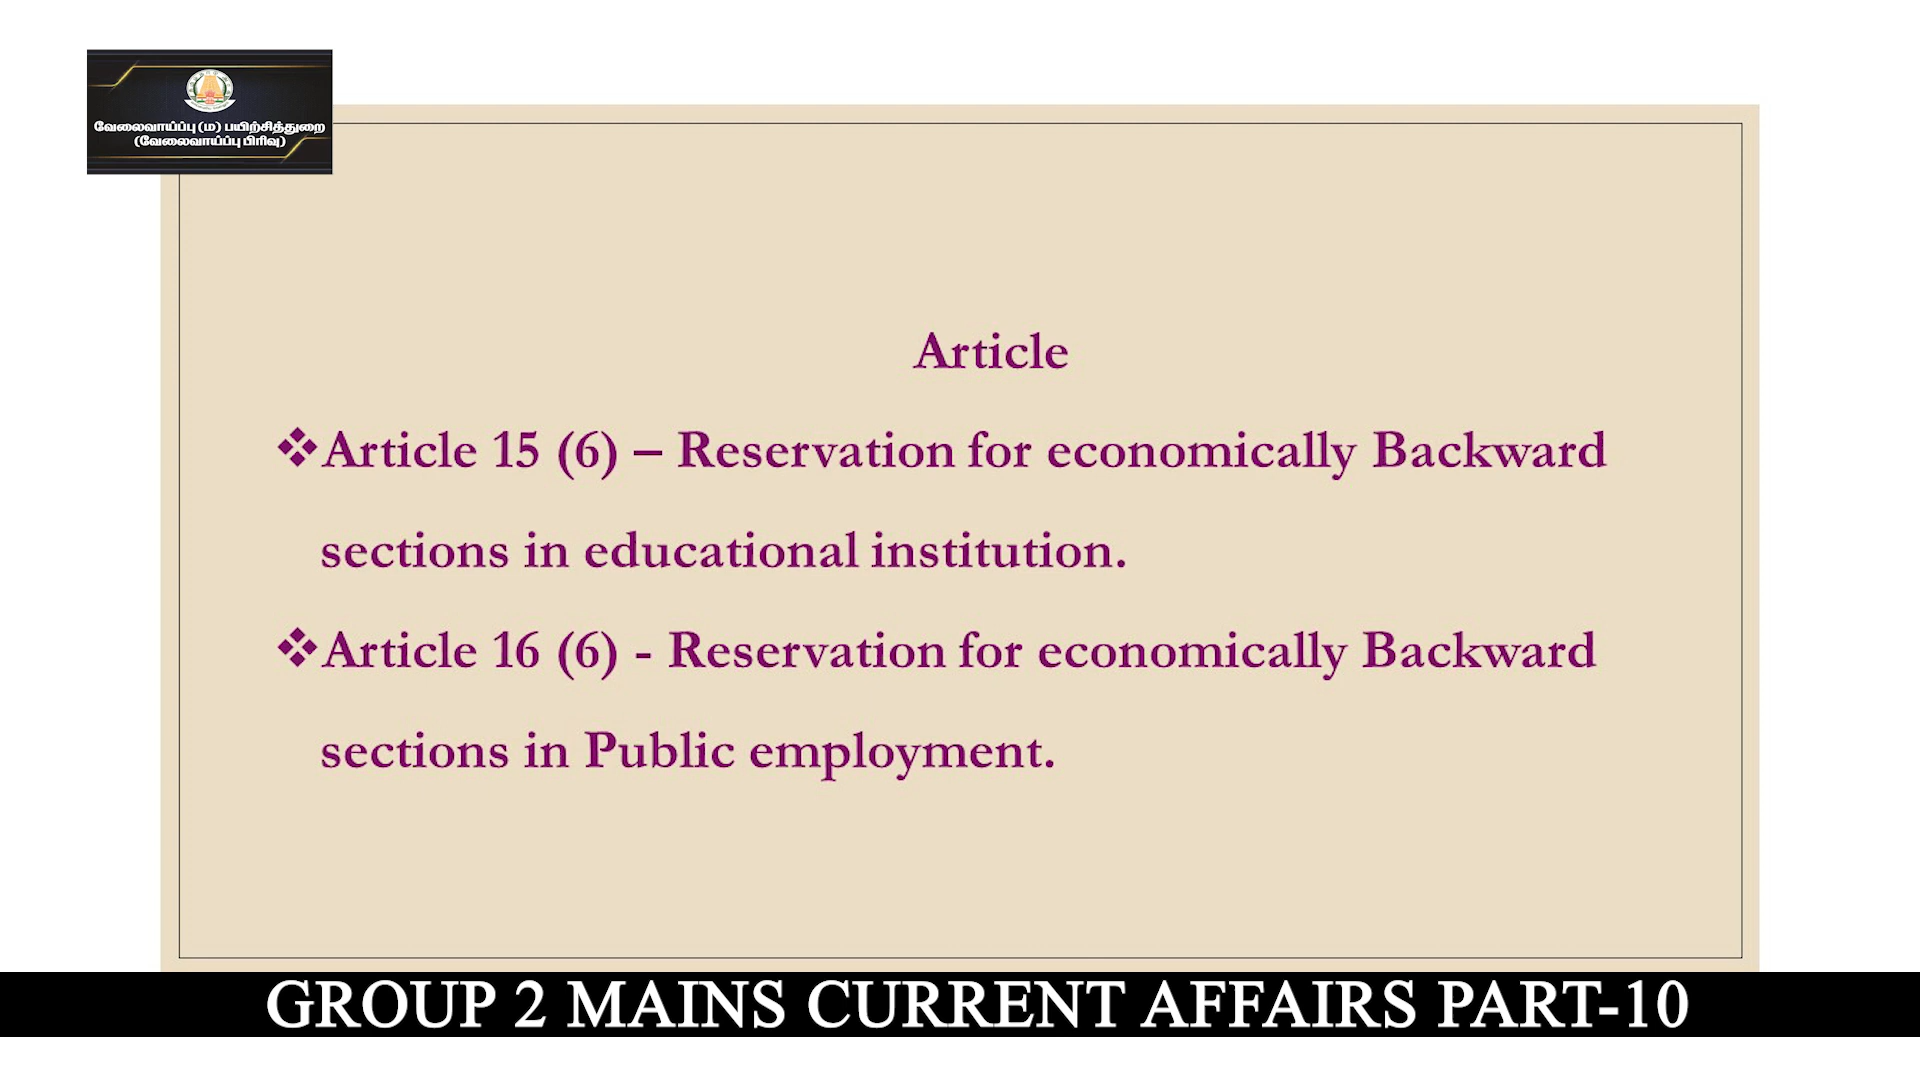 வேலைவாய்ப்பு (ம) பயிற்சித்துறை
(வேலைவாய்ப்பு பிரிவு)
Article
❖Article 15 (6) – Reservation for economically Backward
sections in educational institution.
❖Article 16 (6) - Reservation for economically Backward
sections in Public employment.
GROUP 2 MAINS CURRENT AFFAIRS PART-10